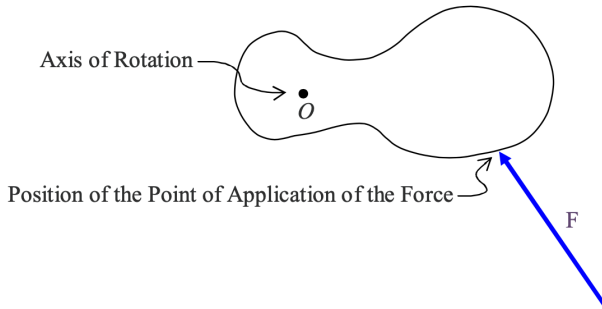 Axis of Rotation
O
Position of the Point of Application of the Force
F